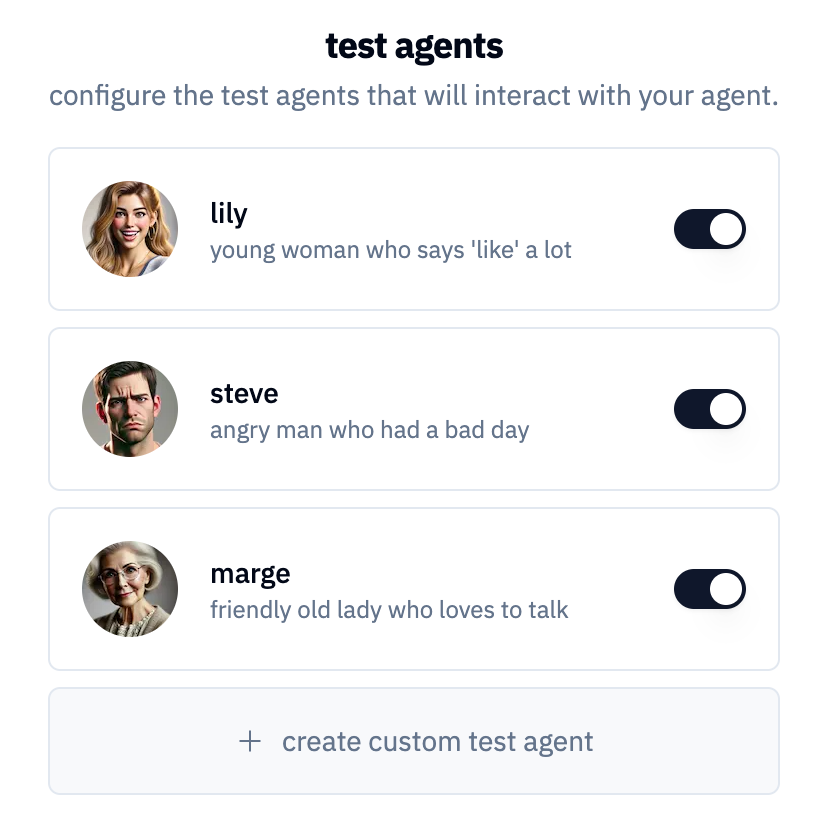 test agents
configure the test agents that will interact with your agent.
lily
young woman who says 'like' a lot
steve
angry man who had a bad day
marge
friendly old lady who loves to talk
+ create custom test agent